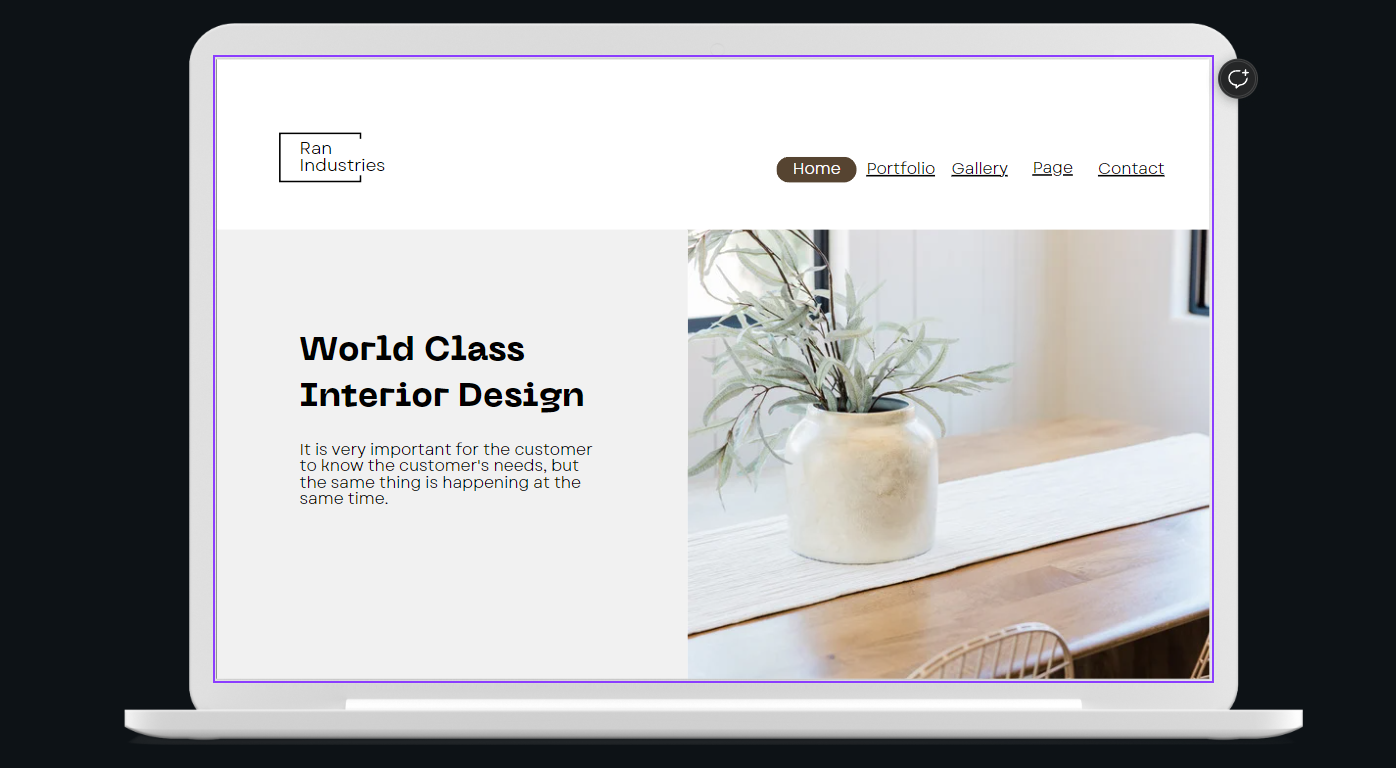 Ran
Industries
Home Portfolio Gallery Page Contact
World Class
Interior Design
It is very important for the customer
to know the customer's needs, but
the same thing is happening at the
same time.